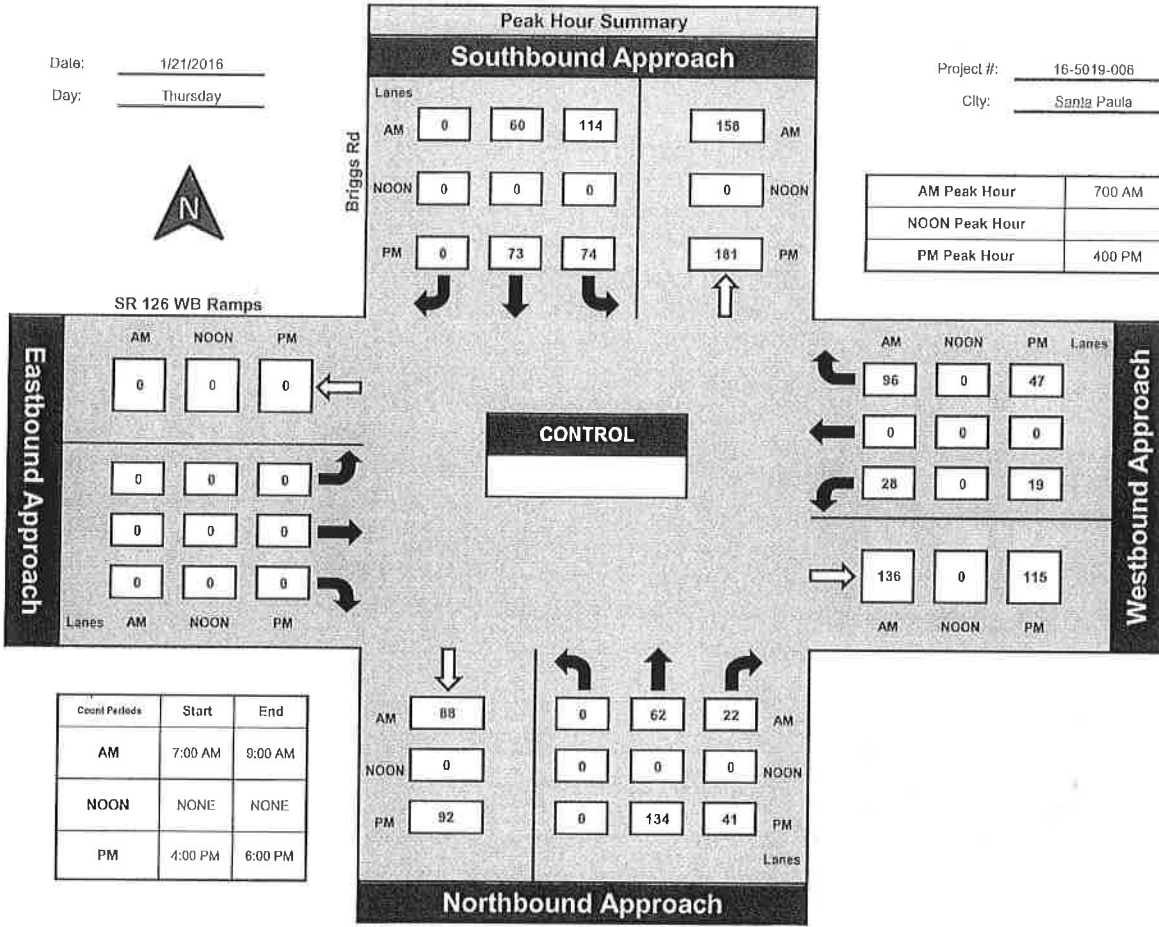 Peak Hour Summary
Southbound Approach
Date: 1/21/2016
Day: Thursday
Project #: 16-5019-006
City: Santa Paula
N
Briggs Rd
Lanes
AM 0 60 114 158 AM
NOON 0 0 0 0 NOON
PM 0 73 74 181 PM
AM Peak Hour 700 AM
NOON Peak Hour
PM Peak Hour 400 PM
SR 126 WB Ramps
Eastbound Approach
AM NOON PM
0 0 0
0 0 0
0 0 0
0 0 0
Lanes AM NOON PM
CONTROL
AM NOON PM Lanes
96 0 47
0 0 0
28 0 19
136 0 115
AM NOON PM
Westbound Approach
Count Periods Start End
AM 7:00 AM 9:00 AM
NOON NONE NONE
PM 4:00 PM 6:00 PM
AM 88 0 62 22 AM
NOON 0 0 0 0 NOON
PM 92 0 134 41 PM
Lanes
Northbound Approach